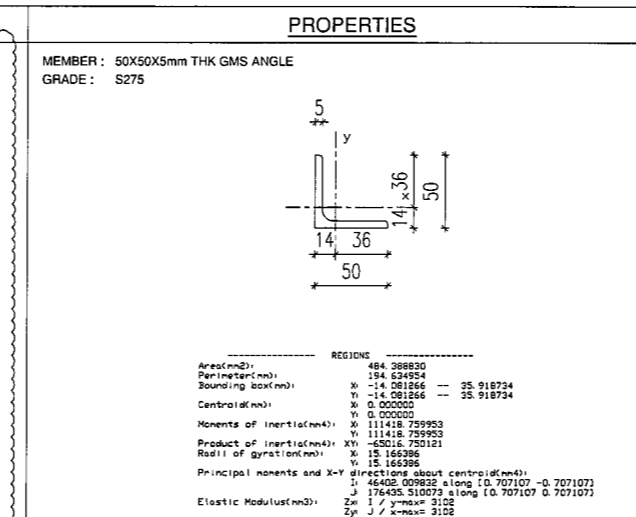 PROPERTIES
MEMBER : 50X50X5mm THK GMS ANGLE
GRADE : S275
5
y
14 x 36
50
14 36
50
---------------- REGIONS ----------------
Area(mm2): 484.388830
Perimeter(mm): 194.634954
Bounding box(mm): X: -14.081266 -- 35.918734
Y: -14.081266 -- 35.918734
Centroid(mm): X: 0.000000
Y: 0.000000
Moments of inertia(mm4): X: 111418.759953
Y: 111418.759953
Product of inertia(mm4): XY: -65016.750121
Radii of gyration(mm): X: 15.166386
Y: 15.166386
Principal moments and X-Y directions about centroid(mm4):
I: 46402.009832 along [0.707107 -0.707107]
J: 176435.510073 along [0.707107 0.707107]
Elastic Modulus(mm3): Zx: I / y-max= 3102
Zy: J / x-max= 3102